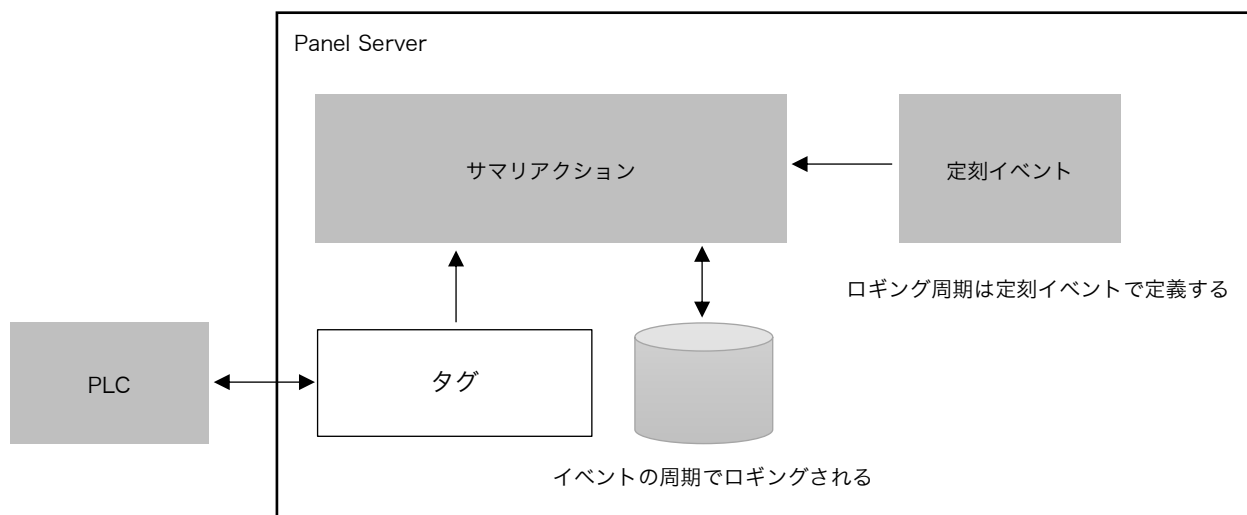 Panel Server
サマリアクション
定刻イベント
ロギング周期は定刻イベントで定義する
PLC
タグ
イベントの周期でロギングされる